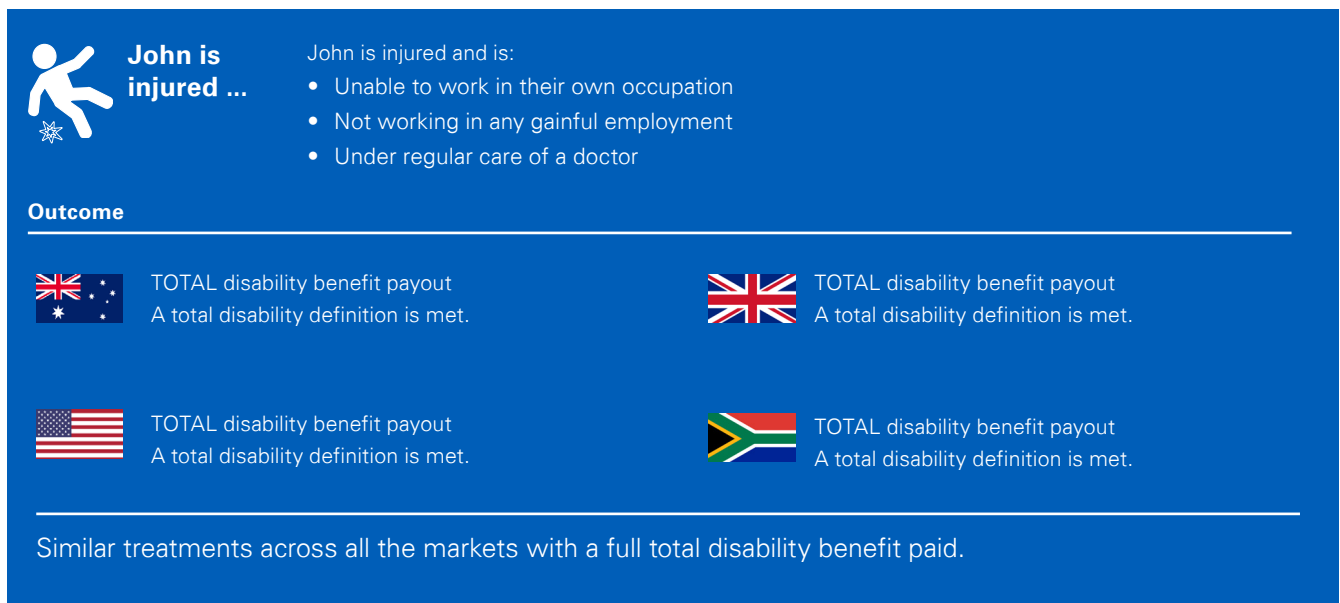 John is
injured ...
John is injured and is:
• Unable to work in their own occupation
• Not working in any gainful employment
• Under regular care of a doctor
Outcome
TOTAL disability benefit payout
A total disability definition is met.
TOTAL disability benefit payout
A total disability definition is met.
TOTAL disability benefit payout
A total disability definition is met.
TOTAL disability benefit payout
A total disability definition is met.
Similar treatments across all the markets with a full total disability benefit paid.